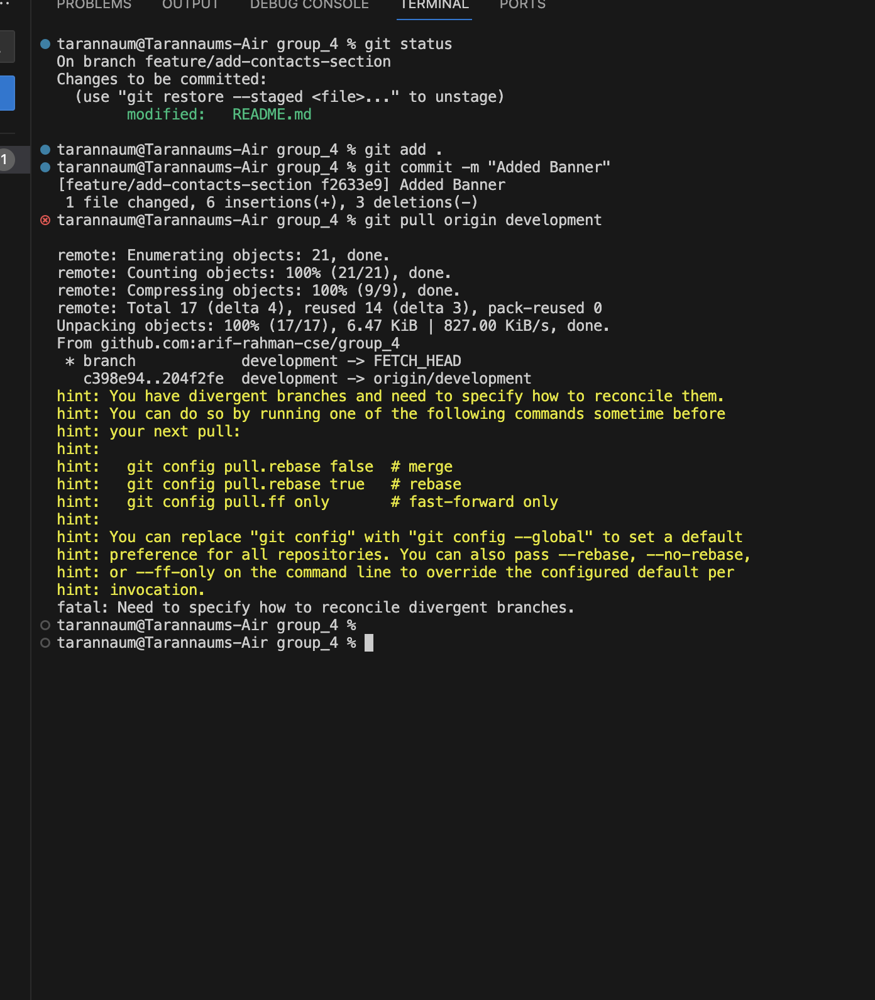 PROBLEMS OUTPUT DEBUG CONSOLE TERMINAL PORTS
tarannaum@Tarannaums-Air group_4 % git status
On branch feature/add-contacts-section
Changes to be committed:
  (use "git restore --staged <file>..." to unstage)
        modified:   README.md
tarannaum@Tarannaums-Air group_4 % git add .
1
tarannaum@Tarannaums-Air group_4 % git commit -m "Added Banner"
[feature/add-contacts-section f2633e9] Added Banner
 1 file changed, 6 insertions(+), 3 deletions(-)
tarannaum@Tarannaums-Air group_4 % git pull origin development
remote: Enumerating objects: 21, done.
remote: Counting objects: 100% (21/21), done.
remote: Compressing objects: 100% (9/9), done.
remote: Total 17 (delta 4), reused 14 (delta 3), pack-reused 0
Unpacking objects: 100% (17/17), 6.47 KiB | 827.00 KiB/s, done.
From github.com:arif-rahman-cse/group_4
 * branch            development -> FETCH_HEAD
   c398e94..204f2fe  development -> origin/development
hint: You have divergent branches and need to specify how to reconcile them.
hint: You can do so by running one of the following commands sometime before
hint: your next pull:
hint:
hint:   git config pull.rebase false  # merge
hint:   git config pull.rebase true   # rebase
hint:   git config pull.ff only       # fast-forward only
hint:
hint: You can replace "git config" with "git config --global" to set a default
hint: preference for all repositories. You can also pass --rebase, --no-rebase,
hint: or --ff-only on the command line to override the configured default per
hint: invocation.
fatal: Need to specify how to reconcile divergent branches.
tarannaum@Tarannaums-Air group_4 %
tarannaum@Tarannaums-Air group_4 %